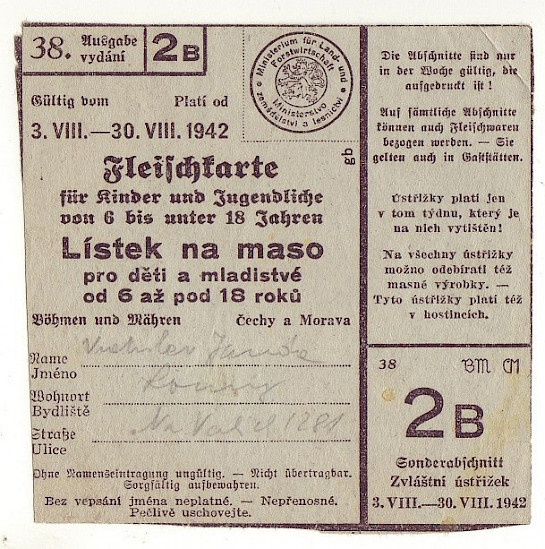 38. Ausgabe
vydání
2B
Ministerium für Land- und Forstwirtschaft
Ministerstvo zemědělství a lesnictví
Gültig vom Platí od
3. VIII.—30. VIII. 1942
gb
Fleischkarte
für Kinder und Jugendliche
von 6 bis unter 18 Jahren
Lístek na maso
pro děti a mladistvé
od 6 až pod 18 roků
Böhmen und Mähren Čechy a Morava
Name
Jméno
Wohnort
Bydliště
Louny
Straße
Ulice
1281
Ohne Namenseintragung ungültig. — Nicht übertragbar.
Sorgfältig aufbewahren.
Bez vepsání jména neplatné. — Nepřenosné.
Pečlivě uschovejte.
Die Abschnitte sind nur
in der Woche gültig, die
aufgedruckt ist!
Auf sämtliche Abschnitte
können auch Fleischwaren
bezogen werden. — Sie
gelten auch in Gaststätten.
Ústřižky platí jen
v tom týdnu, který je
na nich vytištěn!
Na všechny ústřižky
možno odebírati též
masné výrobky. —
Tyto ústřižky platí též
v hostincích.
38 BM ČM
2B
Sonderabschnitt
Zvláštní ústřižek
3. VIII.—30. VIII. 1942